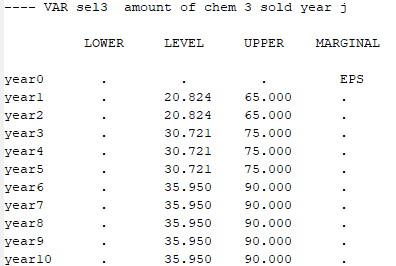 ---- VAR sel3  amount of chem 3 sold year j
LOWER LEVEL UPPER MARGINAL
year0 . . . EPS
year1 . 20.824 65.000 .
year2 . 20.824 65.000 .
year3 . 30.721 75.000 .
year4 . 30.721 75.000 .
year5 . 30.721 75.000 .
year6 . 35.950 90.000 .
year7 . 35.950 90.000 .
year8 . 35.950 90.000 .
year9 . 35.950 90.000 .
year10 . 35.950 90.000 .